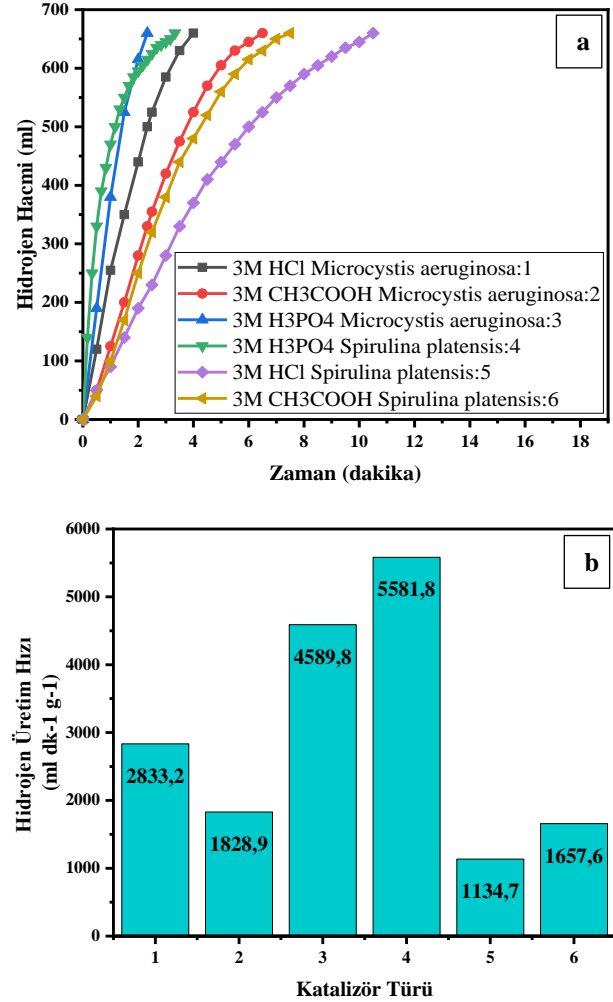 700
600
500
400
300
200
100
0
Hidrojen Hacmi (ml)
a
3M HCl Microcystis aeruginosa:1
3M CH3COOH Microcystis aeruginosa:2
3M H3PO4 Microcystis aeruginosa:3
3M H3PO4 Spirulina platensis:4
3M HCl Spirulina platensis:5
3M CH3COOH Spirulina platensis:6
0 2 4 6 8 10 12 14 16 18
Zaman (dakika)
b
6000
5000
4000
3000
2000
1000
0
Hidrojen Üretim Hızı
(ml dk-1 g-1)
2833,2
1828,9
4589,8
5581,8
1134,7
1657,6
1 2 3 4 5 6
Katalizör Türü